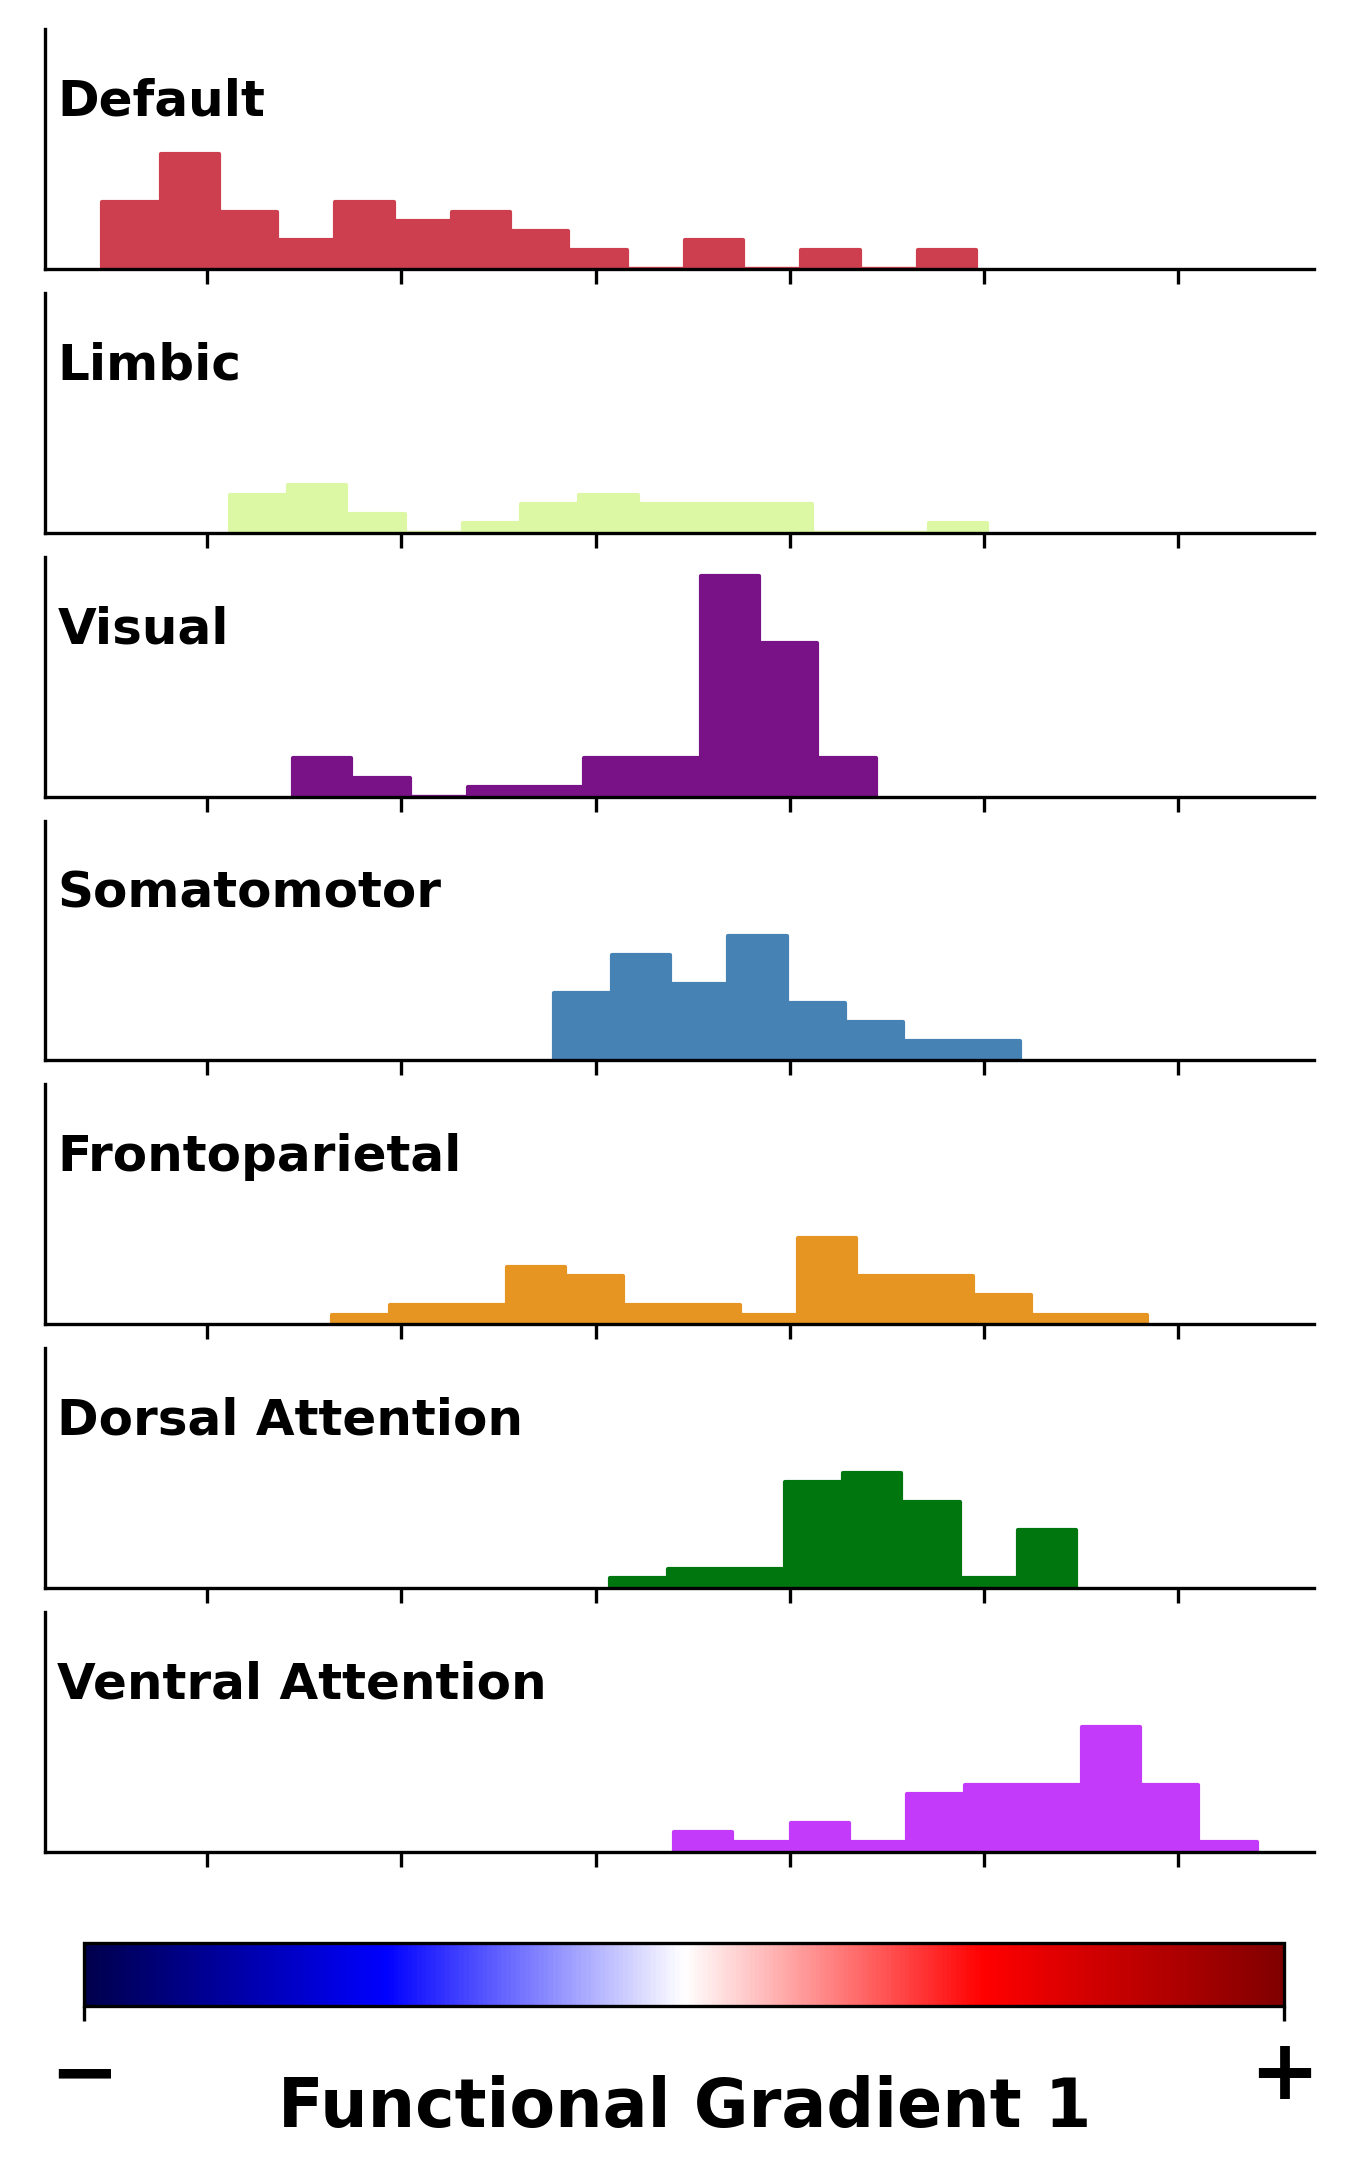 Default
Limbic
Visual
Somatomotor
Frontoparietal
Dorsal Attention
Ventral Attention
− +
Functional Gradient 1